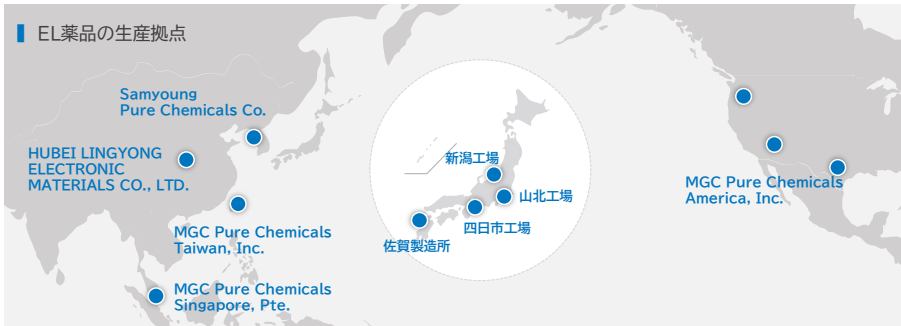 EL薬品の生産拠点
Samyoung
Pure Chemicals Co.
HUBEI LINGYONG
ELECTRONIC
MATERIALS CO., LTD.
MGC Pure Chemicals
Taiwan, Inc.
MGC Pure Chemicals
Singapore, Pte.
新潟工場
山北工場
四日市工場
佐賀製造所
MGC Pure Chemicals
America, Inc.